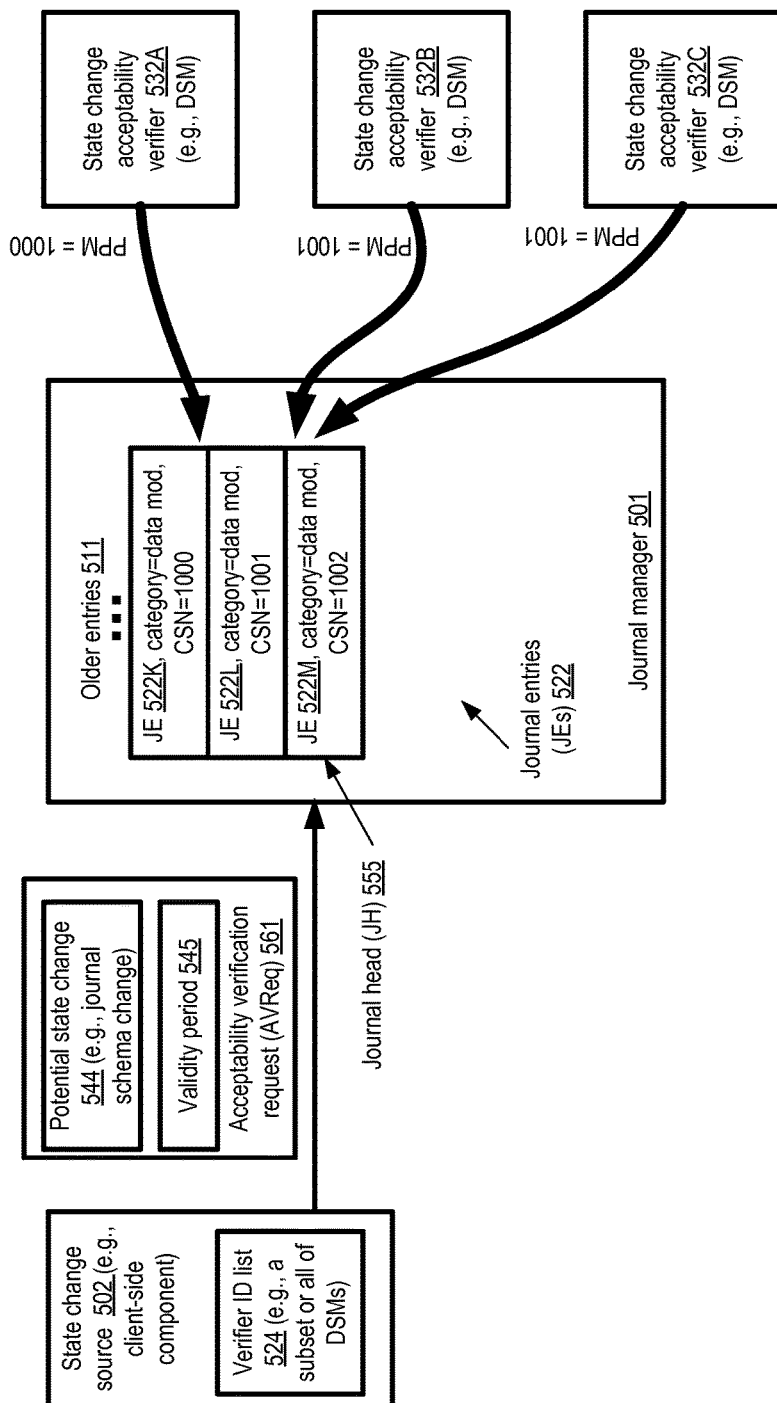 State change
source 502 (e.g.,
client-side
component)
Verifier ID list
524 (e.g., a
subset or all of
DSMs)
Potential state change
544 (e.g., journal
schema change)
Validity period 545
Acceptability verification
request (AVReq) 561
Journal head (JH) 555
Older entries 511
JE 522K, category=data mod,
CSN=1000
JE 522L, category=data mod,
CSN=1001
JE 522M, category=data mod,
CSN=1002
Journal entries
(JEs) 522
Journal manager 501
PPM = 1000
PPM = 1001
PPM = 1001
State change
acceptability
verifier 532A
(e.g., DSM)
State change
acceptability
verifier 532B
(e.g., DSM)
State change
acceptability
verifier 532C
(e.g., DSM)